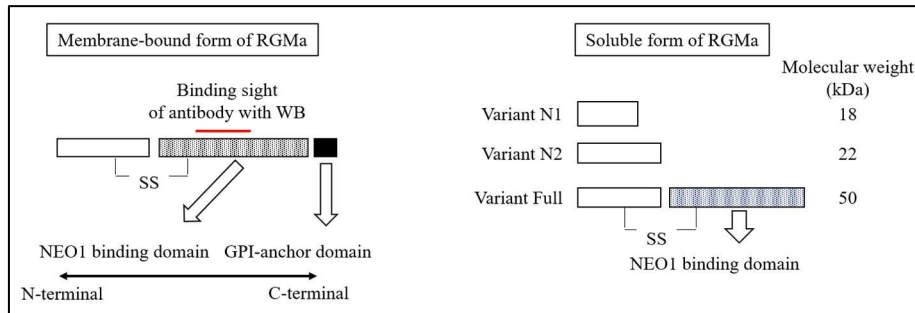 Membrane-bound form of RGMa
Binding sight
of antibody with WB
SS
NEO1 binding domain
GPI-anchor domain
N-terminal
C-terminal
Soluble form of RGMa
Molecular weight
(kDa)
Variant N1
18
Variant N2
22
Variant Full
50
SS
NEO1 binding domain